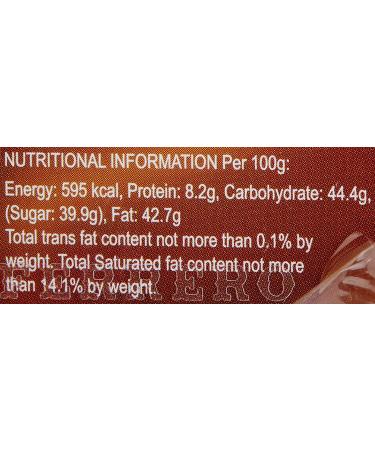 NUTRITIONAL INFORMATION Per 100g:
Energy: 595 kcal, Protein: 8.2g, Carbohydrate: 44.4g,
(Sugar: 39.9g), Fat: 42.7g
Total trans fat content not more than 0,1% by
weight. Total Saturated fat content not more
FERRERO
than 14.1% by weight.